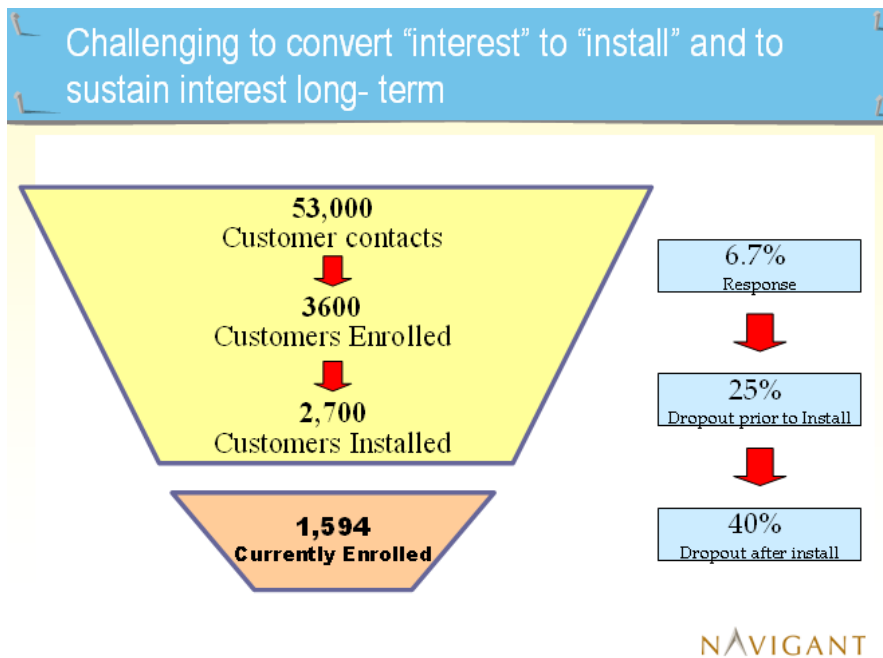 Challenging to convert “interest” to “install” and to
sustain interest long- term
53,000
Customer contacts
3600
Customers Enrolled
2,700
Customers Installed
1,594
Currently Enrolled
6.7%
Response
25%
Dropout prior to Install
40%
Dropout after install
NAVIGANT